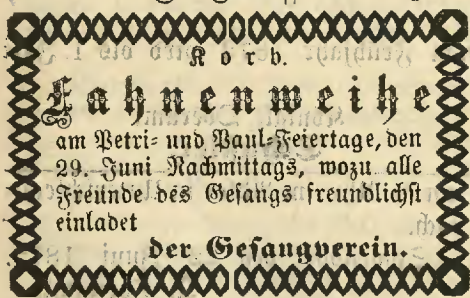 Korb.
Fahnenweihe
am Petri= und Paul=Feiertage, den
29. Juni Nachmittags, wozu alle
Freunde des Gesangs freundlichst
einladet
der Gesangverein.